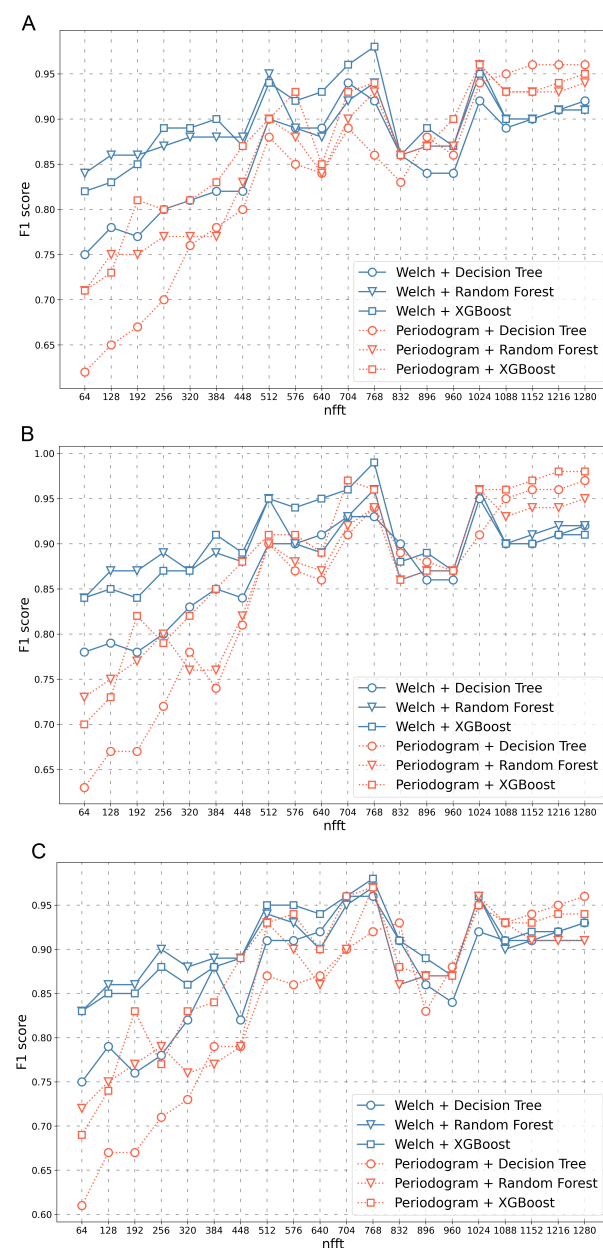 A
0.95
0.90
0.85
0.80
0.75
0.70
0.65
F1 score
Welch + Decision Tree
Welch + Random Forest
Welch + XGBoost
Periodogram + Decision Tree
Periodogram + Random Forest
Periodogram + XGBoost
64 128 192 256 320 384 448 512 576 640 704 768 832 896 960 1024 1088 1152 1216 1280
nfft
B
1.00
0.95
0.90
0.85
0.80
0.75
0.70
0.65
F1 score
Welch + Decision Tree
Welch + Random Forest
Welch + XGBoost
Periodogram + Decision Tree
Periodogram + Random Forest
Periodogram + XGBoost
64 128 192 256 320 384 448 512 576 640 704 768 832 896 960 1024 1088 1152 1216 1280
nfft
C
0.95
0.90
0.85
0.80
0.75
0.70
0.65
0.60
F1 score
Welch + Decision Tree
Welch + Random Forest
Welch + XGBoost
Periodogram + Decision Tree
Periodogram + Random Forest
Periodogram + XGBoost
64 128 192 256 320 384 448 512 576 640 704 768 832 896 960 1024 1088 1152 1216 1280
nfft